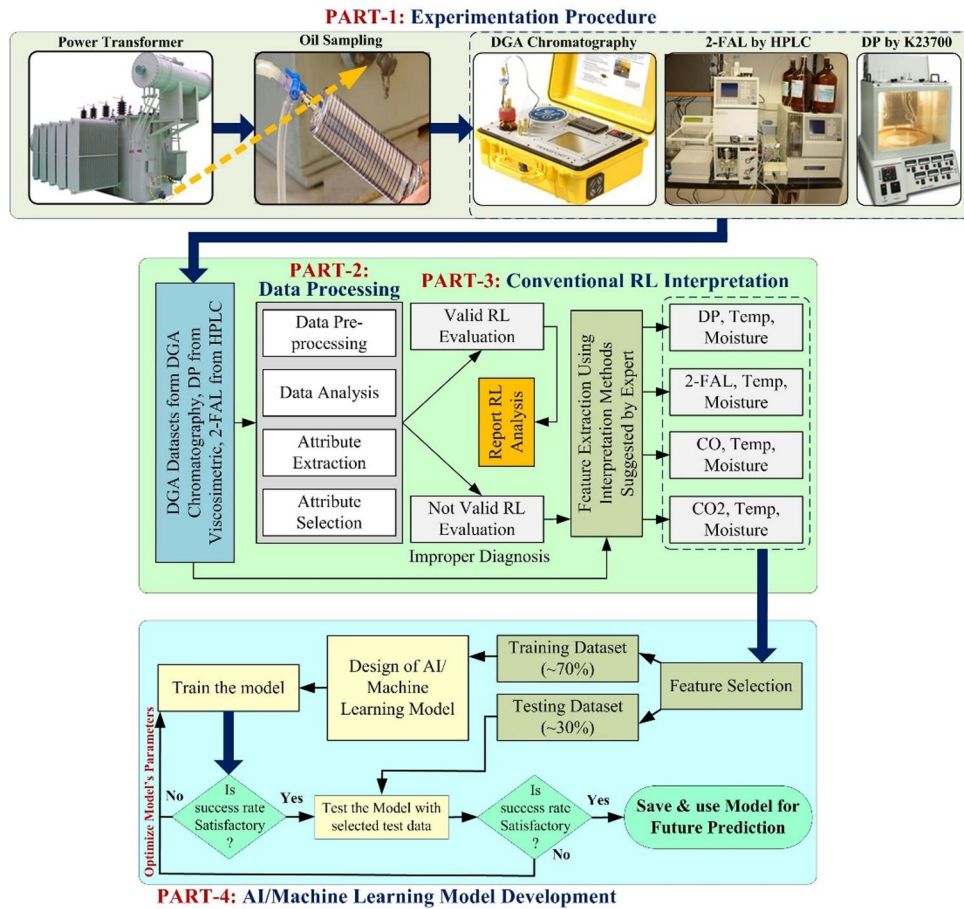 PART-1: Experimentation Procedure
Power Transformer
Oil Sampling
DGA Chromatography
2-FAL by HPLC
DP by K23700
PART-2:
Data Processing
PART-3: Conventional RL Interpretation
DGA Datasets form DGA
Chromatography, DP from
Viscosimetric, 2-FAL from HPLC
Data Pre-
processing
Data Analysis
Attribute
Extraction
Attribute
Selection
Valid RL
Evaluation
Report RL
Analysis
Not Valid RL
Evaluation
Improper Diagnosis
Feature Extraction Using
Interpretation Methods
Suggested by Expert
DP, Temp,
Moisture
2-FAL, Temp,
Moisture
CO, Temp,
Moisture
CO2, Temp,
Moisture
Train the model
Design of AI/
Machine
Learning Model
Training Dataset
(~70%)
Testing Dataset
(~30%)
Feature Selection
Optimize Model's Parameters
No
Is
success rate
Satisfactory
?
Yes
Test the Model with
selected test data
Is
success rate
Satisfactory
?
Yes
No
Save & use Model for
Future Prediction
PART-4: AI/Machine Learning Model Development